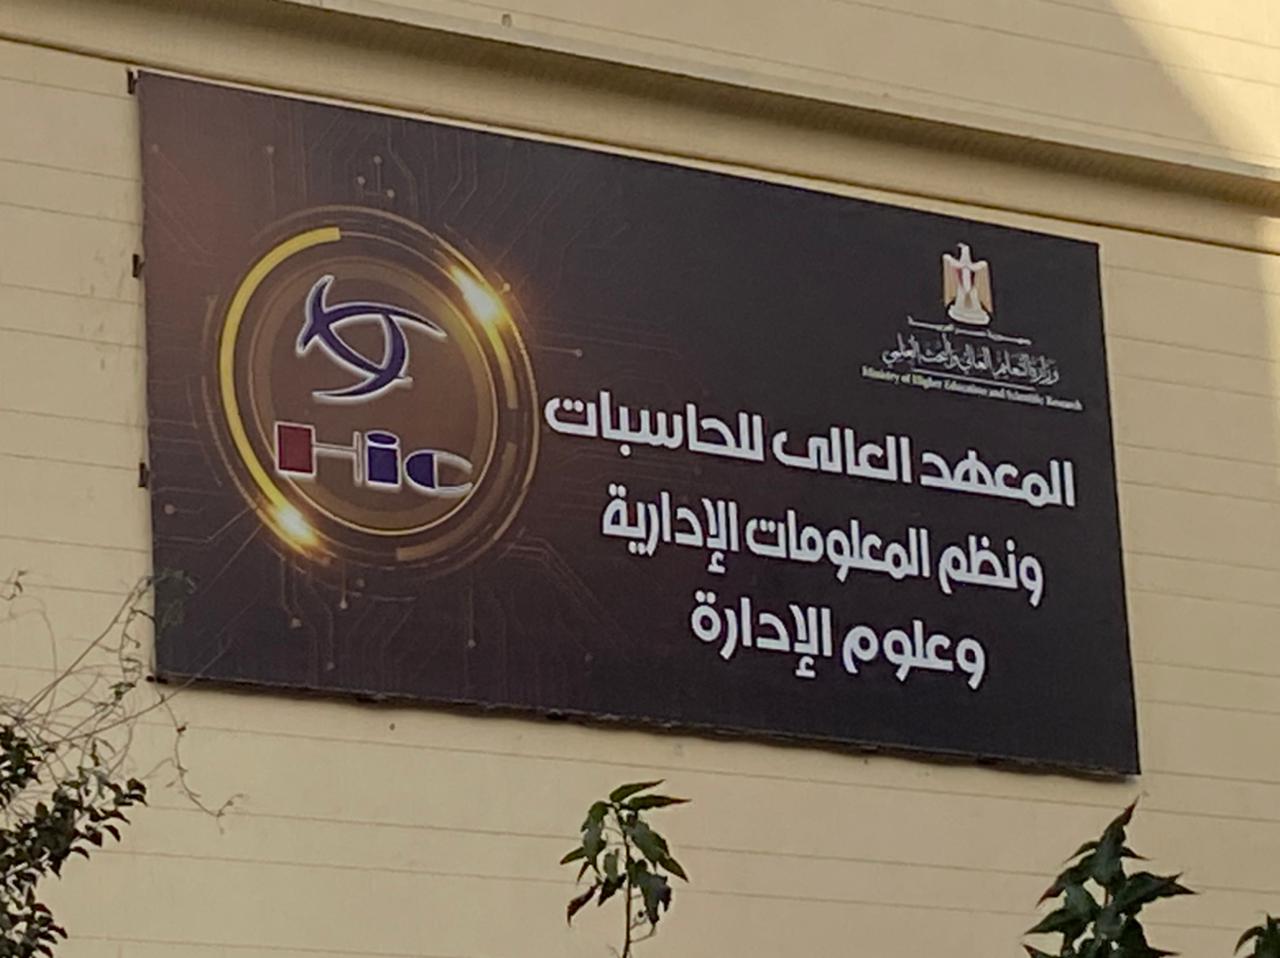 وزارة التعليم العالي والبحث العلمي
Ministry of Higher Education and Scientific Research
Hic
المعهد العالى للحاسبات
ونظم المعلومات الإدارية
وعلوم الإدارة